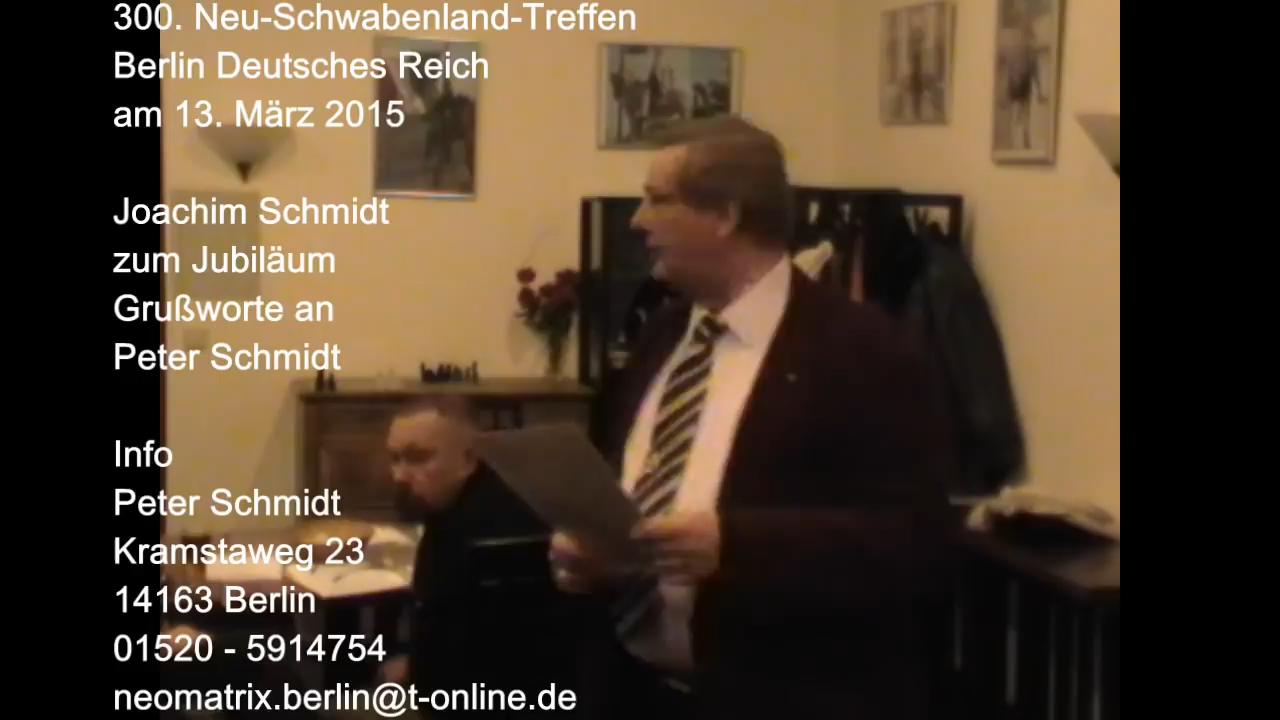 300. Neu-Schwabenland-Treffen
Berlin Deutsches Reich
am 13. März 2015
Joachim Schmidt
zum Jubiläum
Grußworte an
Peter Schmidt
Info
Peter Schmidt
Kramstaweg 23
14163 Berlin
01520 - 5914754
neomatrix.berlin@t-online.de